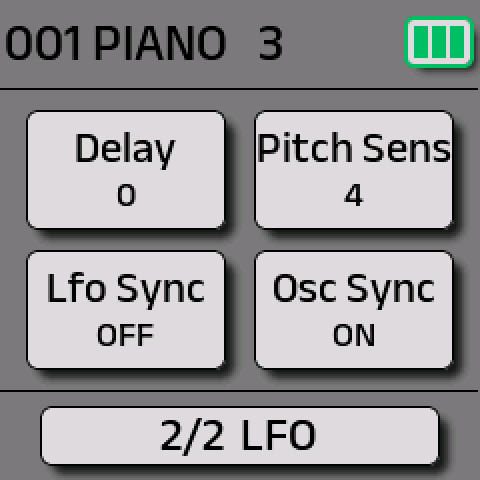 001 PIANO 3
Delay
0
Pitch Sens
4
Lfo Sync
OFF
Osc Sync
ON
2/2 LFO